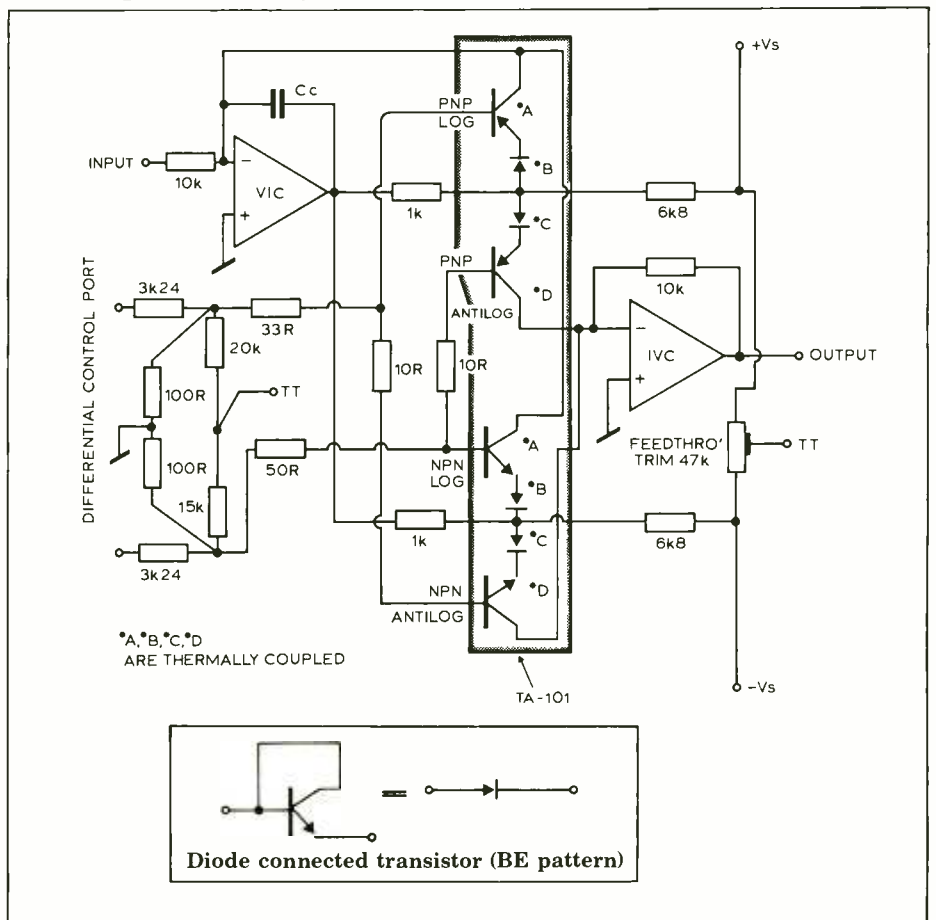 +Vs
Cc
PNP
LOG
•A
•B
INPUT
10k
−
+
VIC
1k
6k8
•C
PNP
•D
ANTILOG
10k
−
+
IVC
OUTPUT
DIFFERENTIAL CONTROL PORT
3k24
33R
20k
10R
10R
100R
TT
100R
15k
50R
FEEDTHRO'
TRIM 47k
TT
NPN
LOG
•A
•B
1k
6k8
•C
3k24
NPN
ANTILOG
•D
•A,•B,•C,•D
ARE THERMALLY COUPLED
TA-101
-Vs
=
Diode connected transistor (BE pattern)